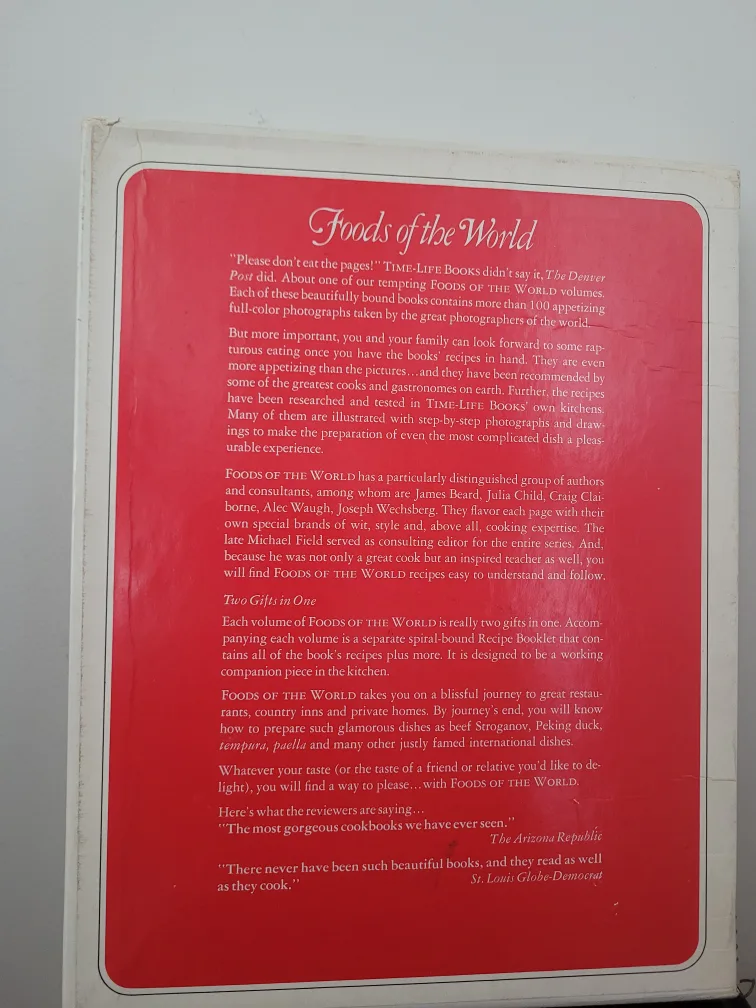 Foods of the World
"Please don't eat the pages!" TIME-LIFE BOOKS didn't say it, The Denver
Post did. About one of our tempting FOODS OF THE WORLD volumes.
Each of these beautifully bound books contains more than 100 appetizing
full-color photographs taken by the great photographers of the world.
But more important, you and your family can look forward to some rap-
turous eating once you have the books' recipes in hand. They are even
more appetizing than the pictures...and they have been recommended by
some of the greatest cooks and gastronomes on earth. Further, the recipes
have been researched and tested in TIME-LIFE BOOKS' own kitchens.
Many of them are illustrated with step-by-step photographs and draw-
ings to make the preparation of even the most complicated dish a pleas-
urable experience.
FOODS OF THE WORLD has a particularly distinguished group of authors
and consultants, among whom are James Beard, Julia Child, Craig Clai-
borne, Alec Waugh, Joseph Wechsberg. They flavor each page with their
own special brands of wit, style and, above all, cooking expertise. The
late Michael Field served as consulting editor for the entire series. And,
because he was not only a great cook but an inspired teacher as well, you
will find FOODS OF THE WORLD recipes easy to understand and follow.
Two Gifts in One
Each volume of FOODS OF THE WORLD is really two gifts in one. Accom-
panying each volume is a separate spiral-bound Recipe Booklet that con-
tains all of the book's recipes plus more. It is designed to be a working
companion piece in the kitchen.
FOODS OF THE WORLD takes you on a blissful journey to great restau-
rants, country inns and private homes. By journey's end, you will know
how to prepare such glamorous dishes as beef Stroganov, Peking duck,
tempura, paella and many other justly famed international dishes.
Whatever your taste (or the taste of a friend or relative you'd like to de-
light), you will find a way to please...with FOODS OF THE WORLD.
Here's what the reviewers are saying...
"The most gorgeous cookbooks we have ever seen."
The Arizona Republic
"There never have been such beautiful books, and they read as well
as they cook." St. Louis Globe-Democrat